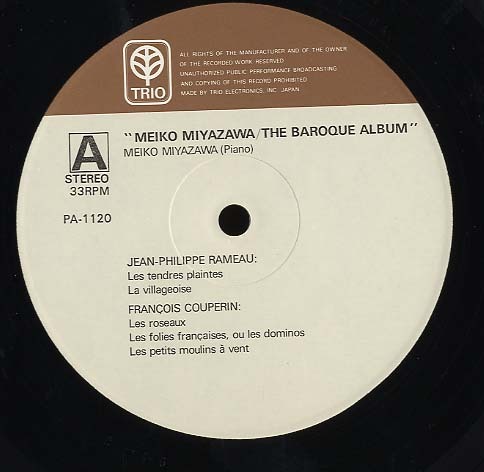 TRIO
ALL RIGHTS OF THE MANUFACTURER AND OF THE OWNER
OF THE RECORDED WORK RESERVED
UNAUTHORIZED PUBLIC PERFORMANCE BROADCASTING
AND COPYING OF THIS RECORD PROHIBITED
MADE BY TRIO ELECTRONICS, INC. JAPAN
"MEIKO MIYAZAWA/THE BAROQUE ALBUM"
MEIKO MIYAZAWA (Piano)
A
STEREO
33RPM
PA-1120
JEAN-PHILIPPE RAMEAU:
Les tendres plaintes
La villageoise
FRANÇOIS COUPERIN:
Les roseaux
Les folies françaises, ou les dominos
Les petits moulins à vent